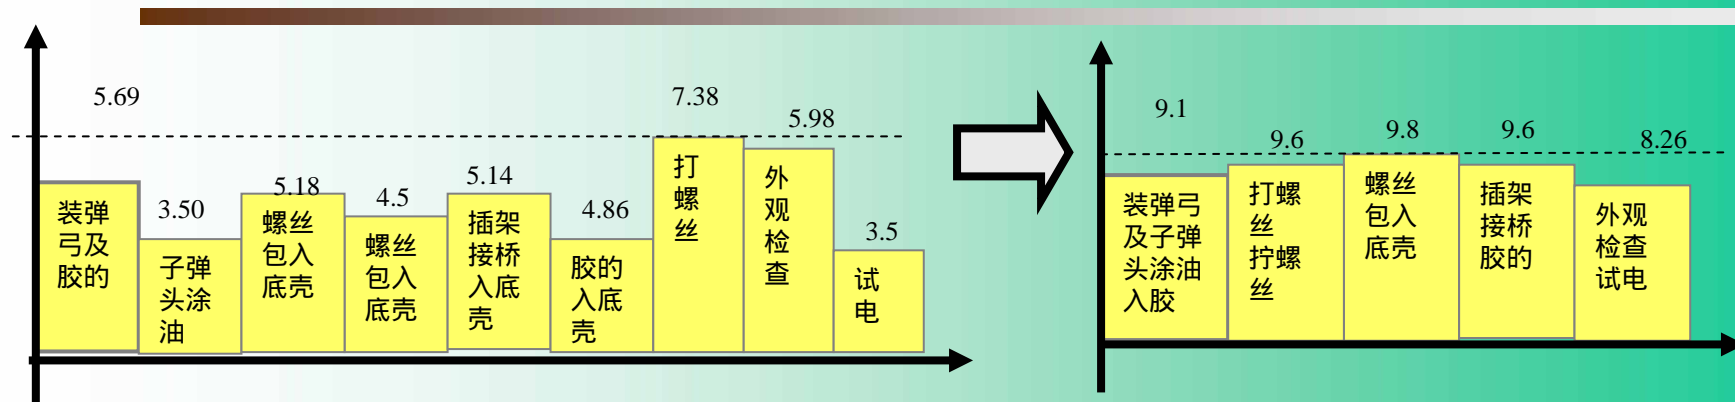 5.69
装弹
弓及
胶的
3.50
子弹
头涂
油
5.18
螺丝
包入
底壳
4.5
螺丝
包入
底壳
5.14
插架
接桥
入底
壳
4.86
胶的
入底
壳
7.38
打
螺
丝
5.98
外
观
检
查
3.5
试
电
9.1
装弹弓
及子弹
头涂油
入胶
9.6
打螺
丝
拧螺
丝
9.8
螺丝
包入
底壳
9.6
插架
接桥
胶的
8.26
外观
检查
试电